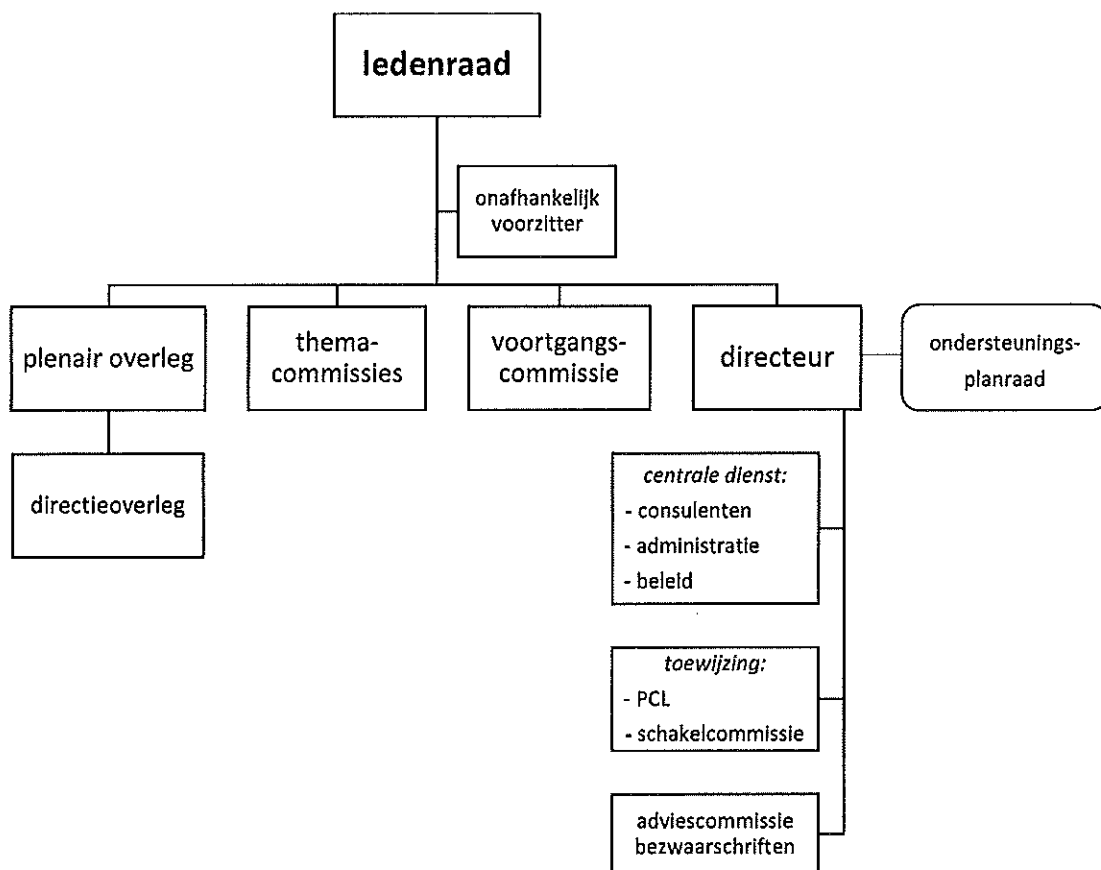 ledenraad
onafhankelijk
voorzitter
plenair overleg
thema-
commissies
voortgangs-
commissie
directeur
ondersteunings-
planraad
directieoverleg
centrale dienst:
- consulenten
- administratie
- beleid
toewijzing:
- PCL
- schakelcommissie
adviescommissie
bezwaarschriften